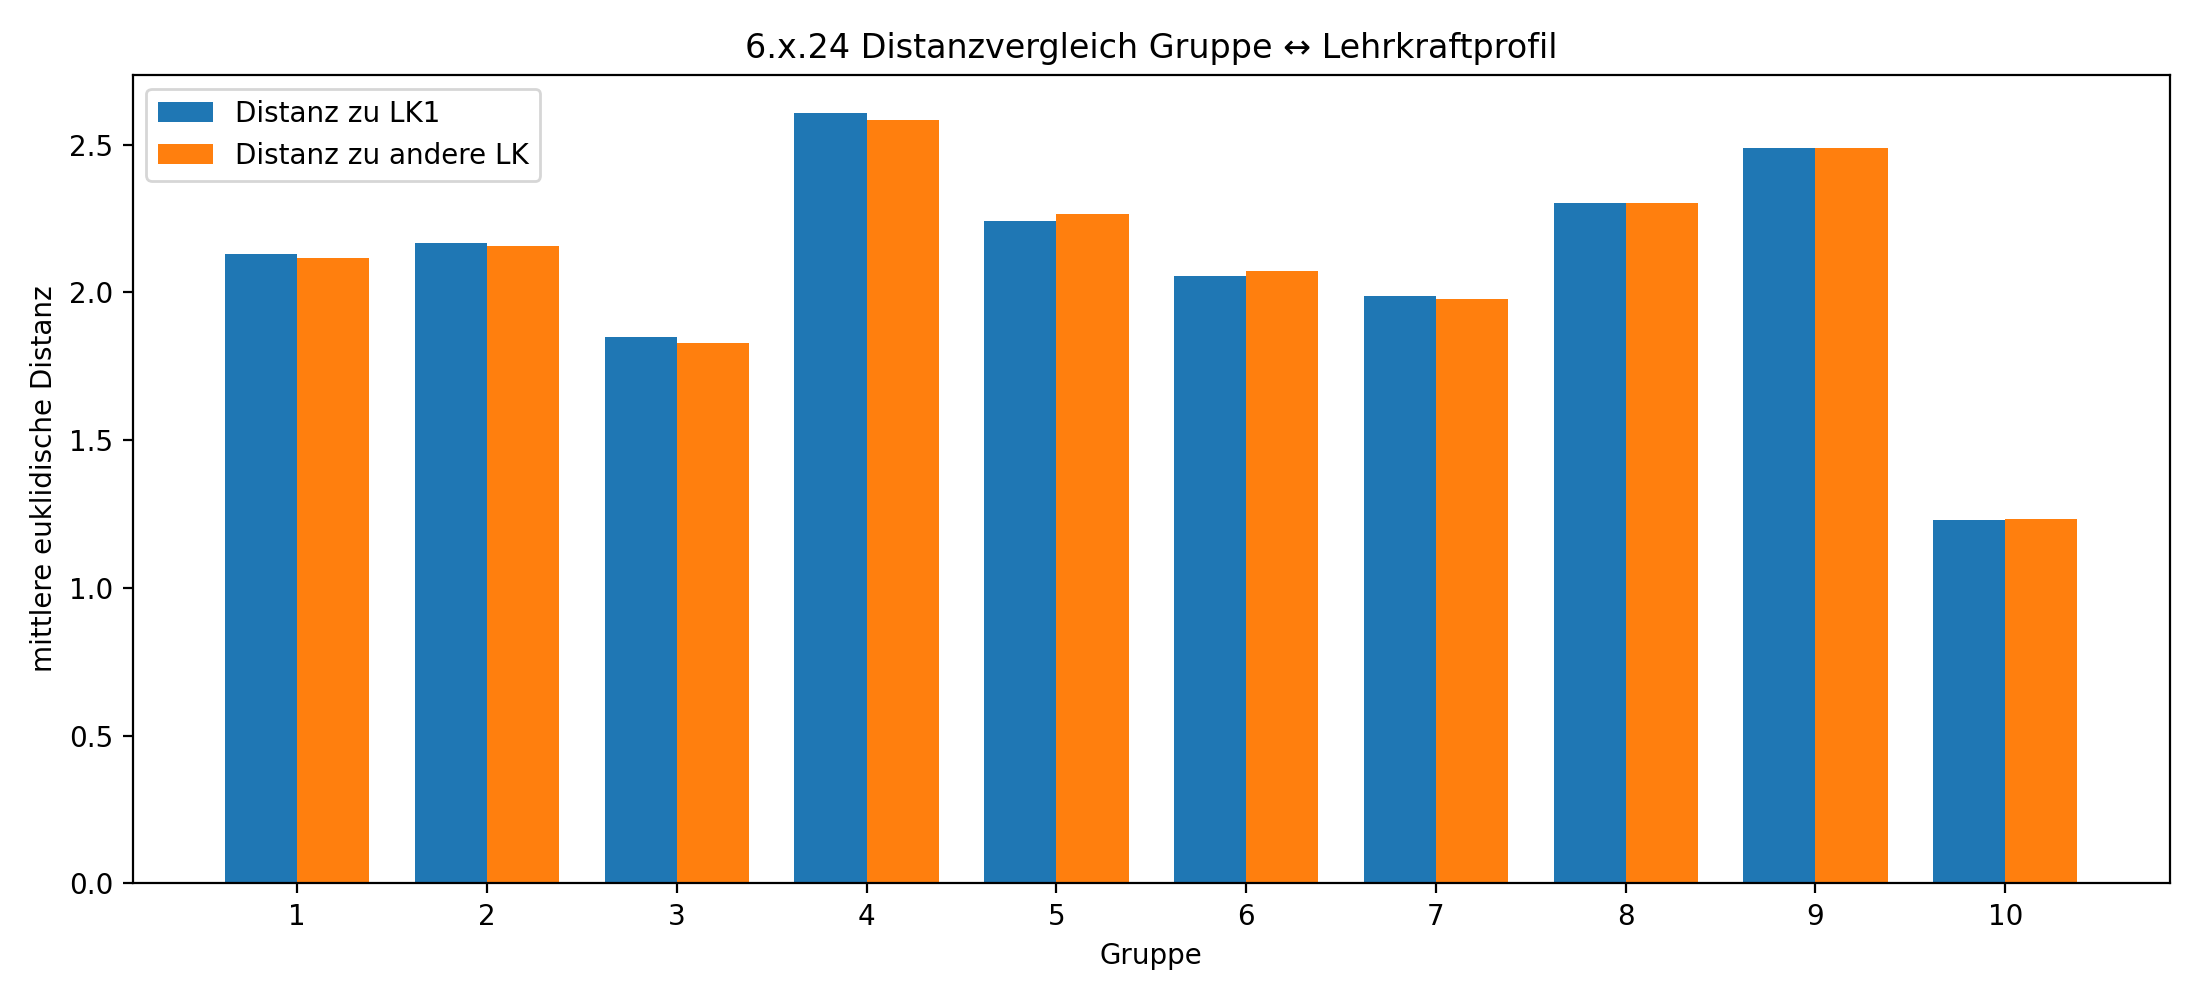 6.x.24 Distanzvergleich Gruppe ↔ Lehrkraftprofil
Distanz zu LK1
Distanz zu andere LK
mittlere euklidische Distanz
2.5
2.0
1.5
1.0
0.5
0.0
1 2 3 4 5 6 7 8 9 10
Gruppe